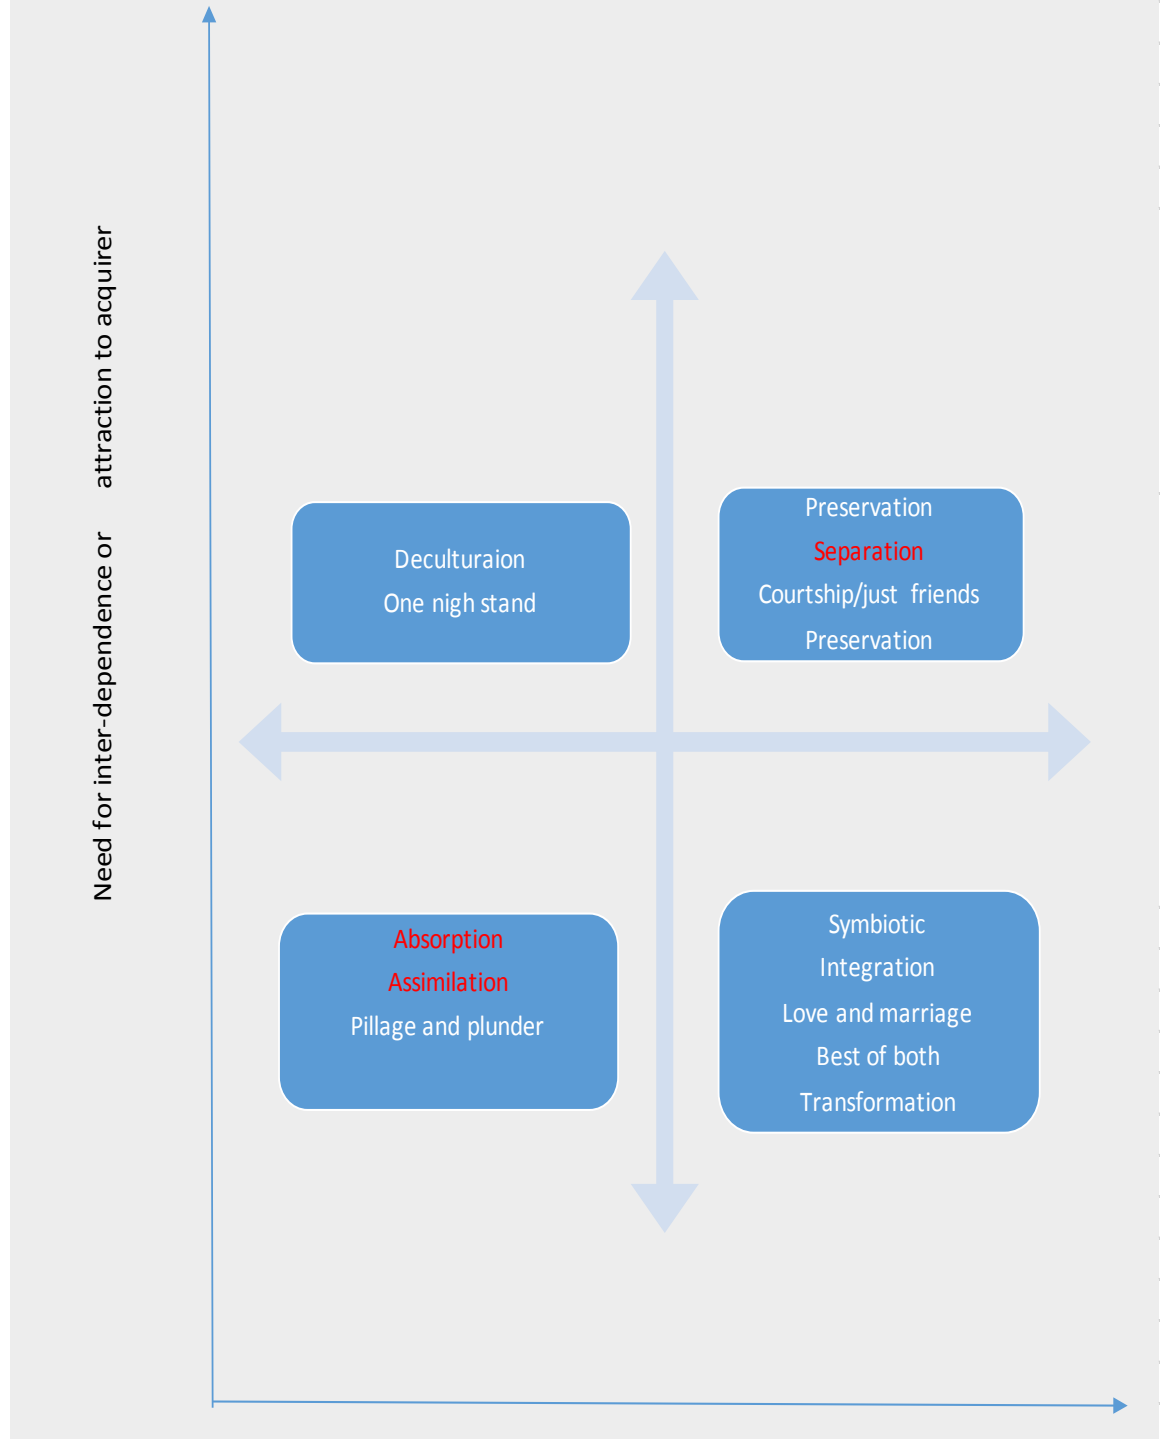 Need for inter-dependence or attraction to acquirer
Deculturaion
One nigh stand
Preservation
Separation
Courtship/just friends
Preservation
Absorption
Assimilation
Pillage and plunder
Symbiotic
Integration
Love and marriage
Best of both
Transformation